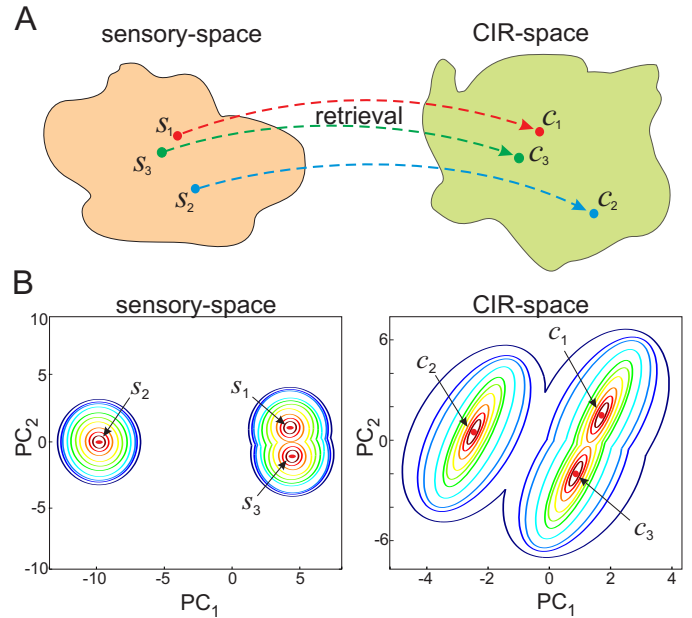 A
sensory-space
CIR-space
retrieval
s₁
s₃
s₂
c₁
c₃
c₂
B
sensory-space
CIR-space
10
5
0
-5
-10
PC₂
s₂
s₁
s₃
-10
-5
0
5
PC₁
6
0
-6
PC₂
c₂
c₁
c₃
-4
-2
0
2
4
PC₁